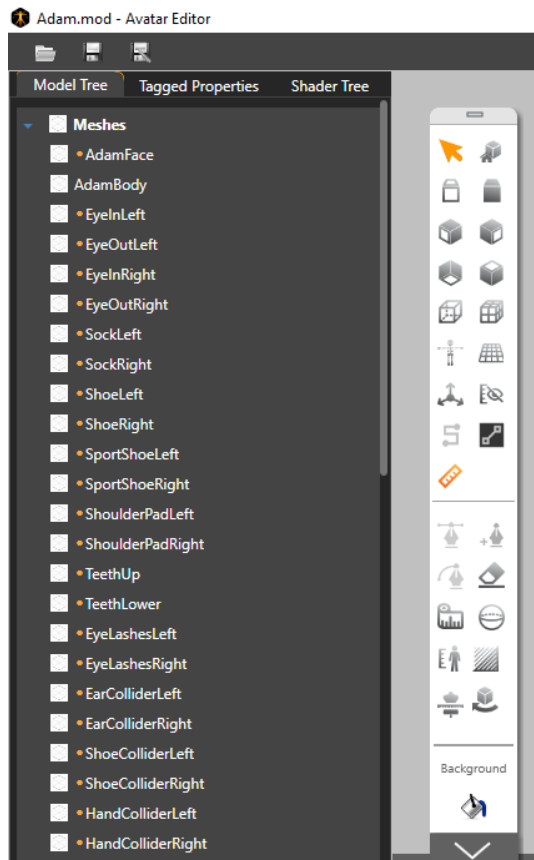 Adam.mod - Avatar Editor
Model Tree Tagged Properties Shader Tree
Meshes
AdamFace
AdamBody
EyeInLeft
EyeOutLeft
EyeInRight
EyeOutRight
SockLeft
SockRight
ShoeLeft
ShoeRight
SportShoeLeft
SportShoeRight
ShoulderPadLeft
ShoulderPadRight
TeethUp
TeethLower
EyeLashesLeft
EyeLashesRight
EarColliderLeft
EarColliderRight
ShoeColliderLeft
ShoeColliderRight
HandColliderLeft
HandColliderRight
Background